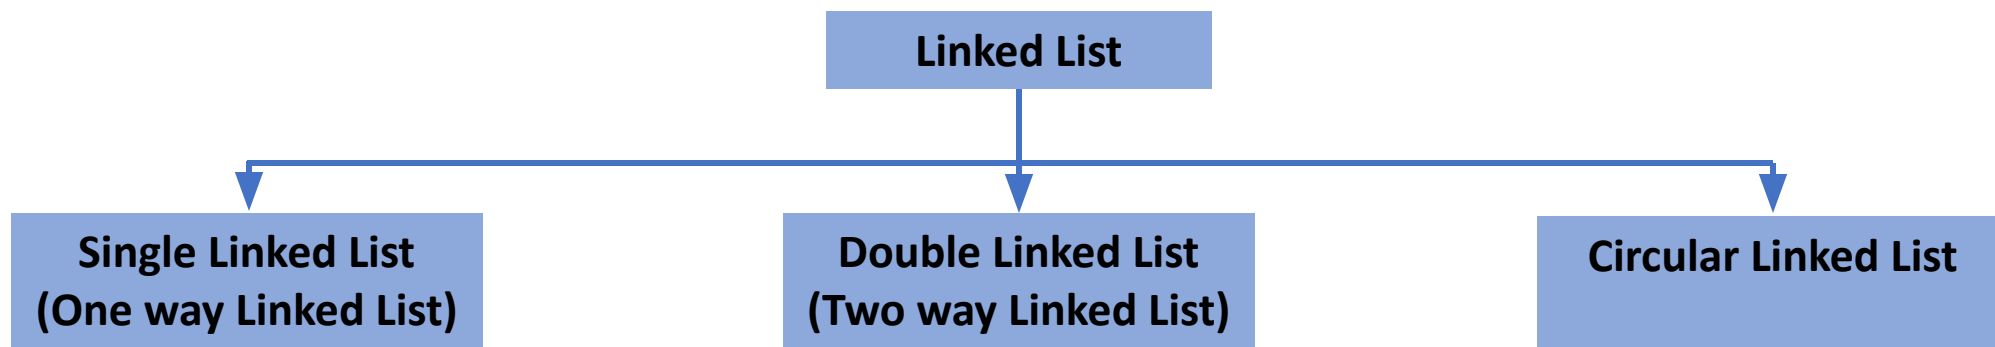 Linked List
Single Linked List
(One way Linked List)
Double Linked List
(Two way Linked List)
Circular Linked List